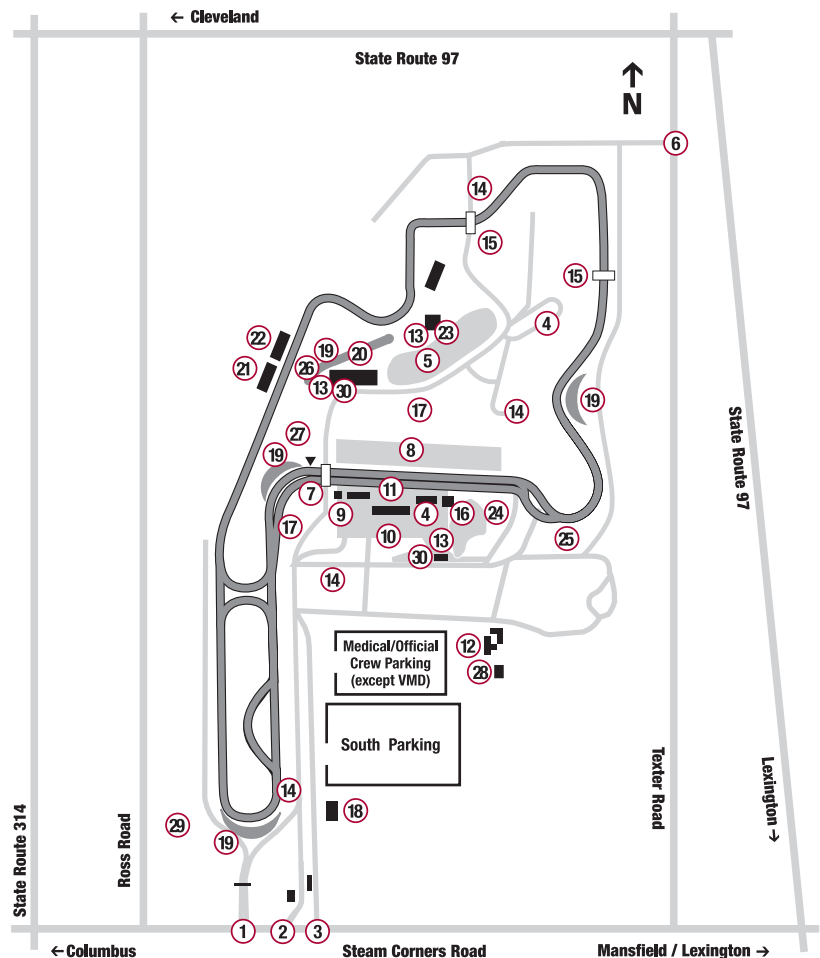 ← Cleveland
State Route 97
↑
N
6
14
15
15
4
22
19
20
13
23
5
21
26
13
30
17
14
19
State Route 97
27
19
8
7
11
9
4
16
24
17
10
13
25
30
14
Medical/Official
Crew Parking
(except VMD)
12
28
South Parking
14
18
29
19
State Route 314
Ross Road
Texter Road
Lexington →
1
2
3
← Columbus
Steam Corners Road
Mansfield / Lexington →